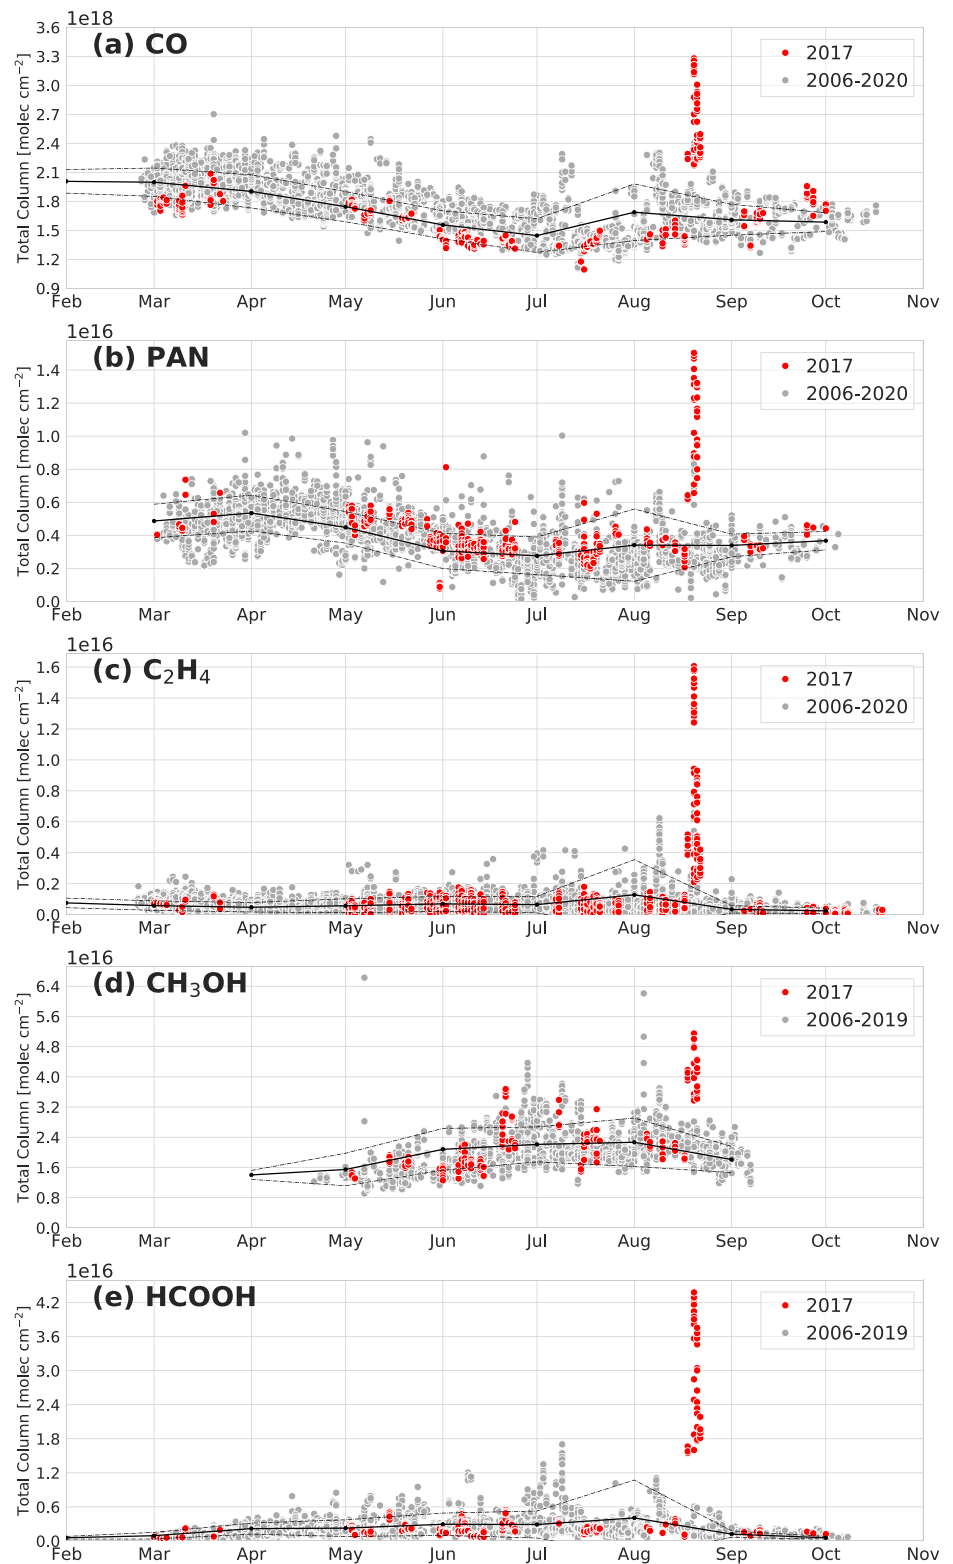 1e18
(a) CO
2017
2006-2020
Total Column [molec cm⁻²]
3.6
3.3
3.0
2.7
2.4
2.1
1.8
1.5
1.2
0.9
Feb Mar Apr May Jun Jul Aug Sep Oct Nov
1e16
(b) PAN
2017
2006-2020
Total Column [molec cm⁻²]
1.4
1.2
1.0
0.8
0.6
0.4
0.2
0.0
Feb Mar Apr May Jun Jul Aug Sep Oct Nov
1e16
(c) C₂H₄
2017
2006-2020
Total Column [molec cm⁻²]
1.6
1.4
1.2
1.0
0.8
0.6
0.4
0.2
0.0
Feb Mar Apr May Jun Jul Aug Sep Oct Nov
1e16
(d) CH₃OH
2017
2006-2019
Total Column [molec cm⁻²]
6.4
5.6
4.8
4.0
3.2
2.4
1.6
0.8
0.0
Feb Mar Apr May Jun Jul Aug Sep Oct Nov
1e16
(e) HCOOH
2017
2006-2019
Total Column [molec cm⁻²]
4.2
3.6
3.0
2.4
1.8
1.2
0.6
0.0
Feb Mar Apr May Jun Jul Aug Sep Oct Nov